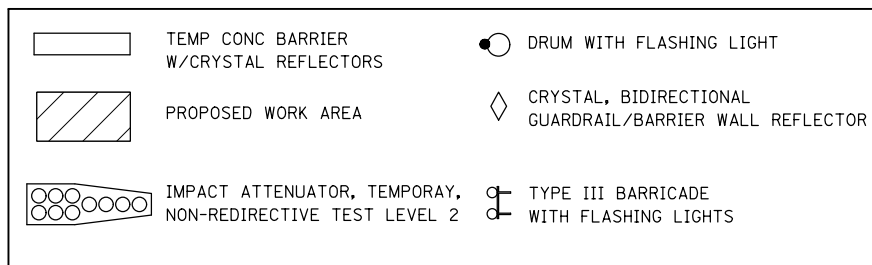 TEMP CONC BARRIER
W/CRYSTAL REFLECTORS
DRUM WITH FLASHING LIGHT
PROPOSED WORK AREA
CRYSTAL, BIDIRECTIONAL
GUARDRAIL/BARRIER WALL REFLECTOR
IMPACT ATTENUATOR, TEMPORAY,
NON-REDIRECTIVE TEST LEVEL 2
TYPE III BARRICADE
WITH FLASHING LIGHTS